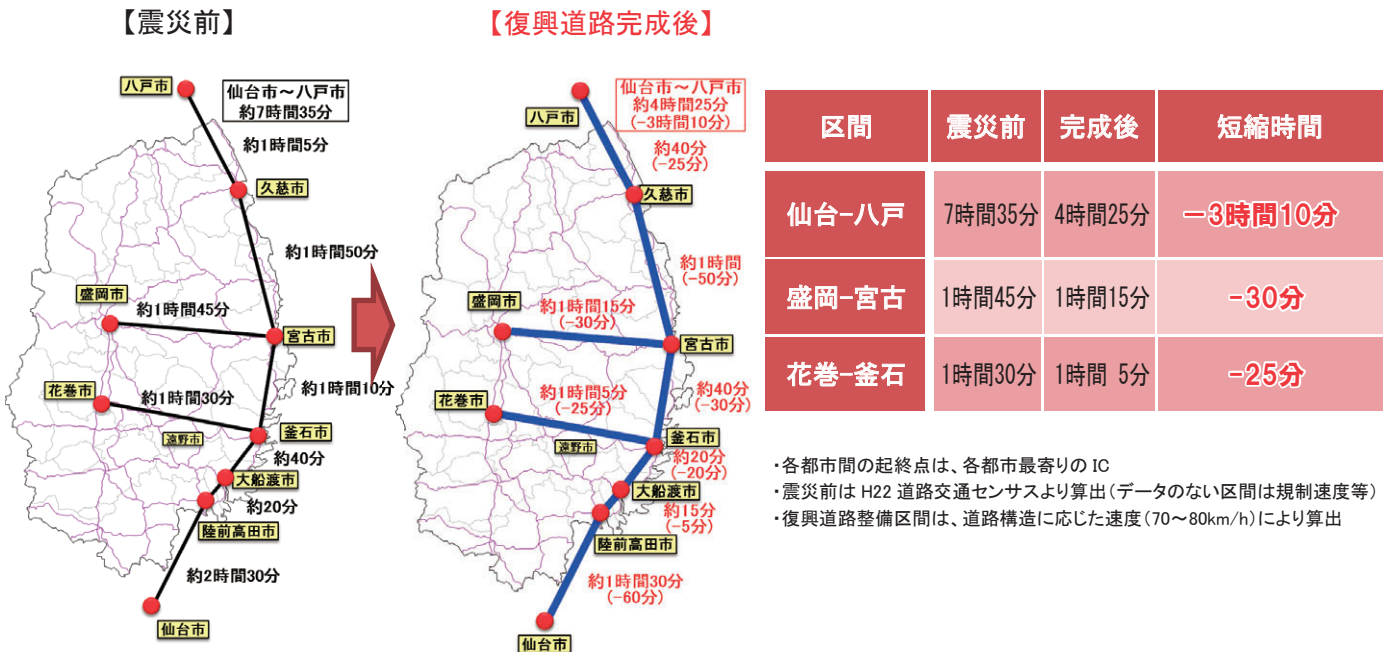 【震災前】
八戸市
仙台市～八戸市
約7時間35分
約1時間5分
久慈市
約1時間50分
盛岡市
約1時間45分
宮古市
約1時間10分
花巻市
約1時間30分
遠野市
釜石市
約40分
大船渡市
約20分
陸前高田市
約2時間30分
仙台市
【復興道路完成後】
仙台市～八戸市
約4時間25分
(-3時間10分)
八戸市
約40分
(-25分)
久慈市
約1時間
(-50分)
盛岡市
約1時間15分
(-30分)
宮古市
約40分
(-30分)
花巻市
約1時間5分
(-25分)
遠野市
釜石市
約20分
(-20分)
大船渡市
約15分
(-5分)
陸前高田市
約1時間30分
(-60分)
仙台市
区間 震災前 完成後 短縮時間
仙台-八戸 7時間35分 4時間25分 －3時間10分
盛岡-宮古 1時間45分 1時間15分 -30分
花巻-釜石 1時間30分 1時間 5分 -25分
・各都市間の起終点は、各都市最寄りの IC
・震災前は H22 道路交通センサスより算出(データのない区間は規制速度等)
・復興道路整備区間は、道路構造に応じた速度(70～80km/h)により算出